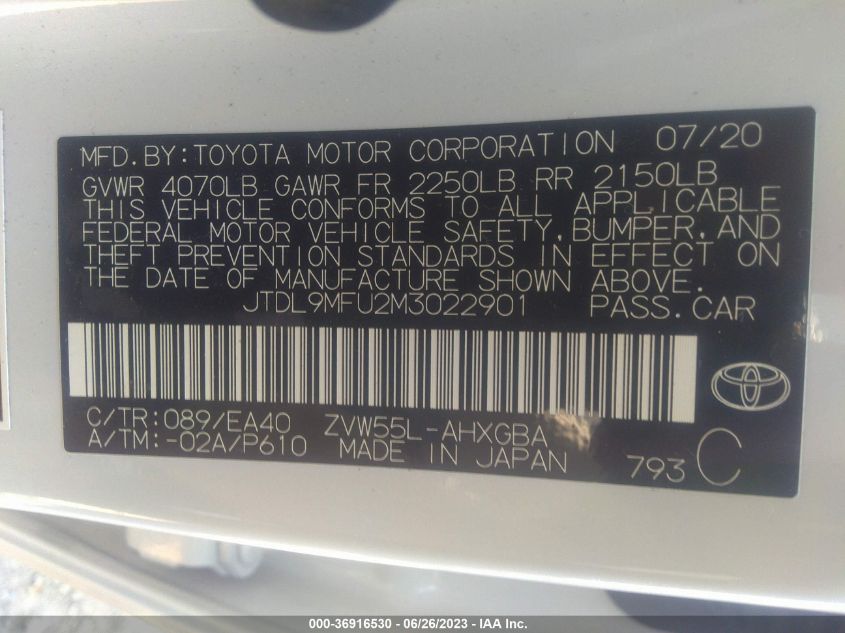 MFD.BY:TOYOTA MOTOR CORPORATION 07/20
GVWR 4070LB GAWR FR 2250LB RR 2150LB
THIS VEHICLE CONFORMS TO ALL APPLICABLE
FEDERAL MOTOR VEHICLE SAFETY,BUMPER,AND
THEFT PREVENTION STANDARDS IN EFFECT ON
THE DATE OF MANUFACTURE SHOWN ABOVE.
JTDL9MFU2M3022901 PASS.CAR
C/TR:089/EA40 ZVW55L-AHXGBA
A/TM:-02A/P610 MADE IN JAPAN 793 C
000-36916530 - 06/26/2023 - IAA Inc.